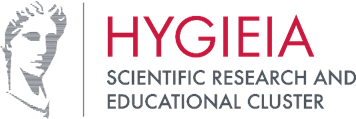 HYGIEIA
SCIENTIFIC RESEARCH AND
EDUCATIONAL CLUSTER